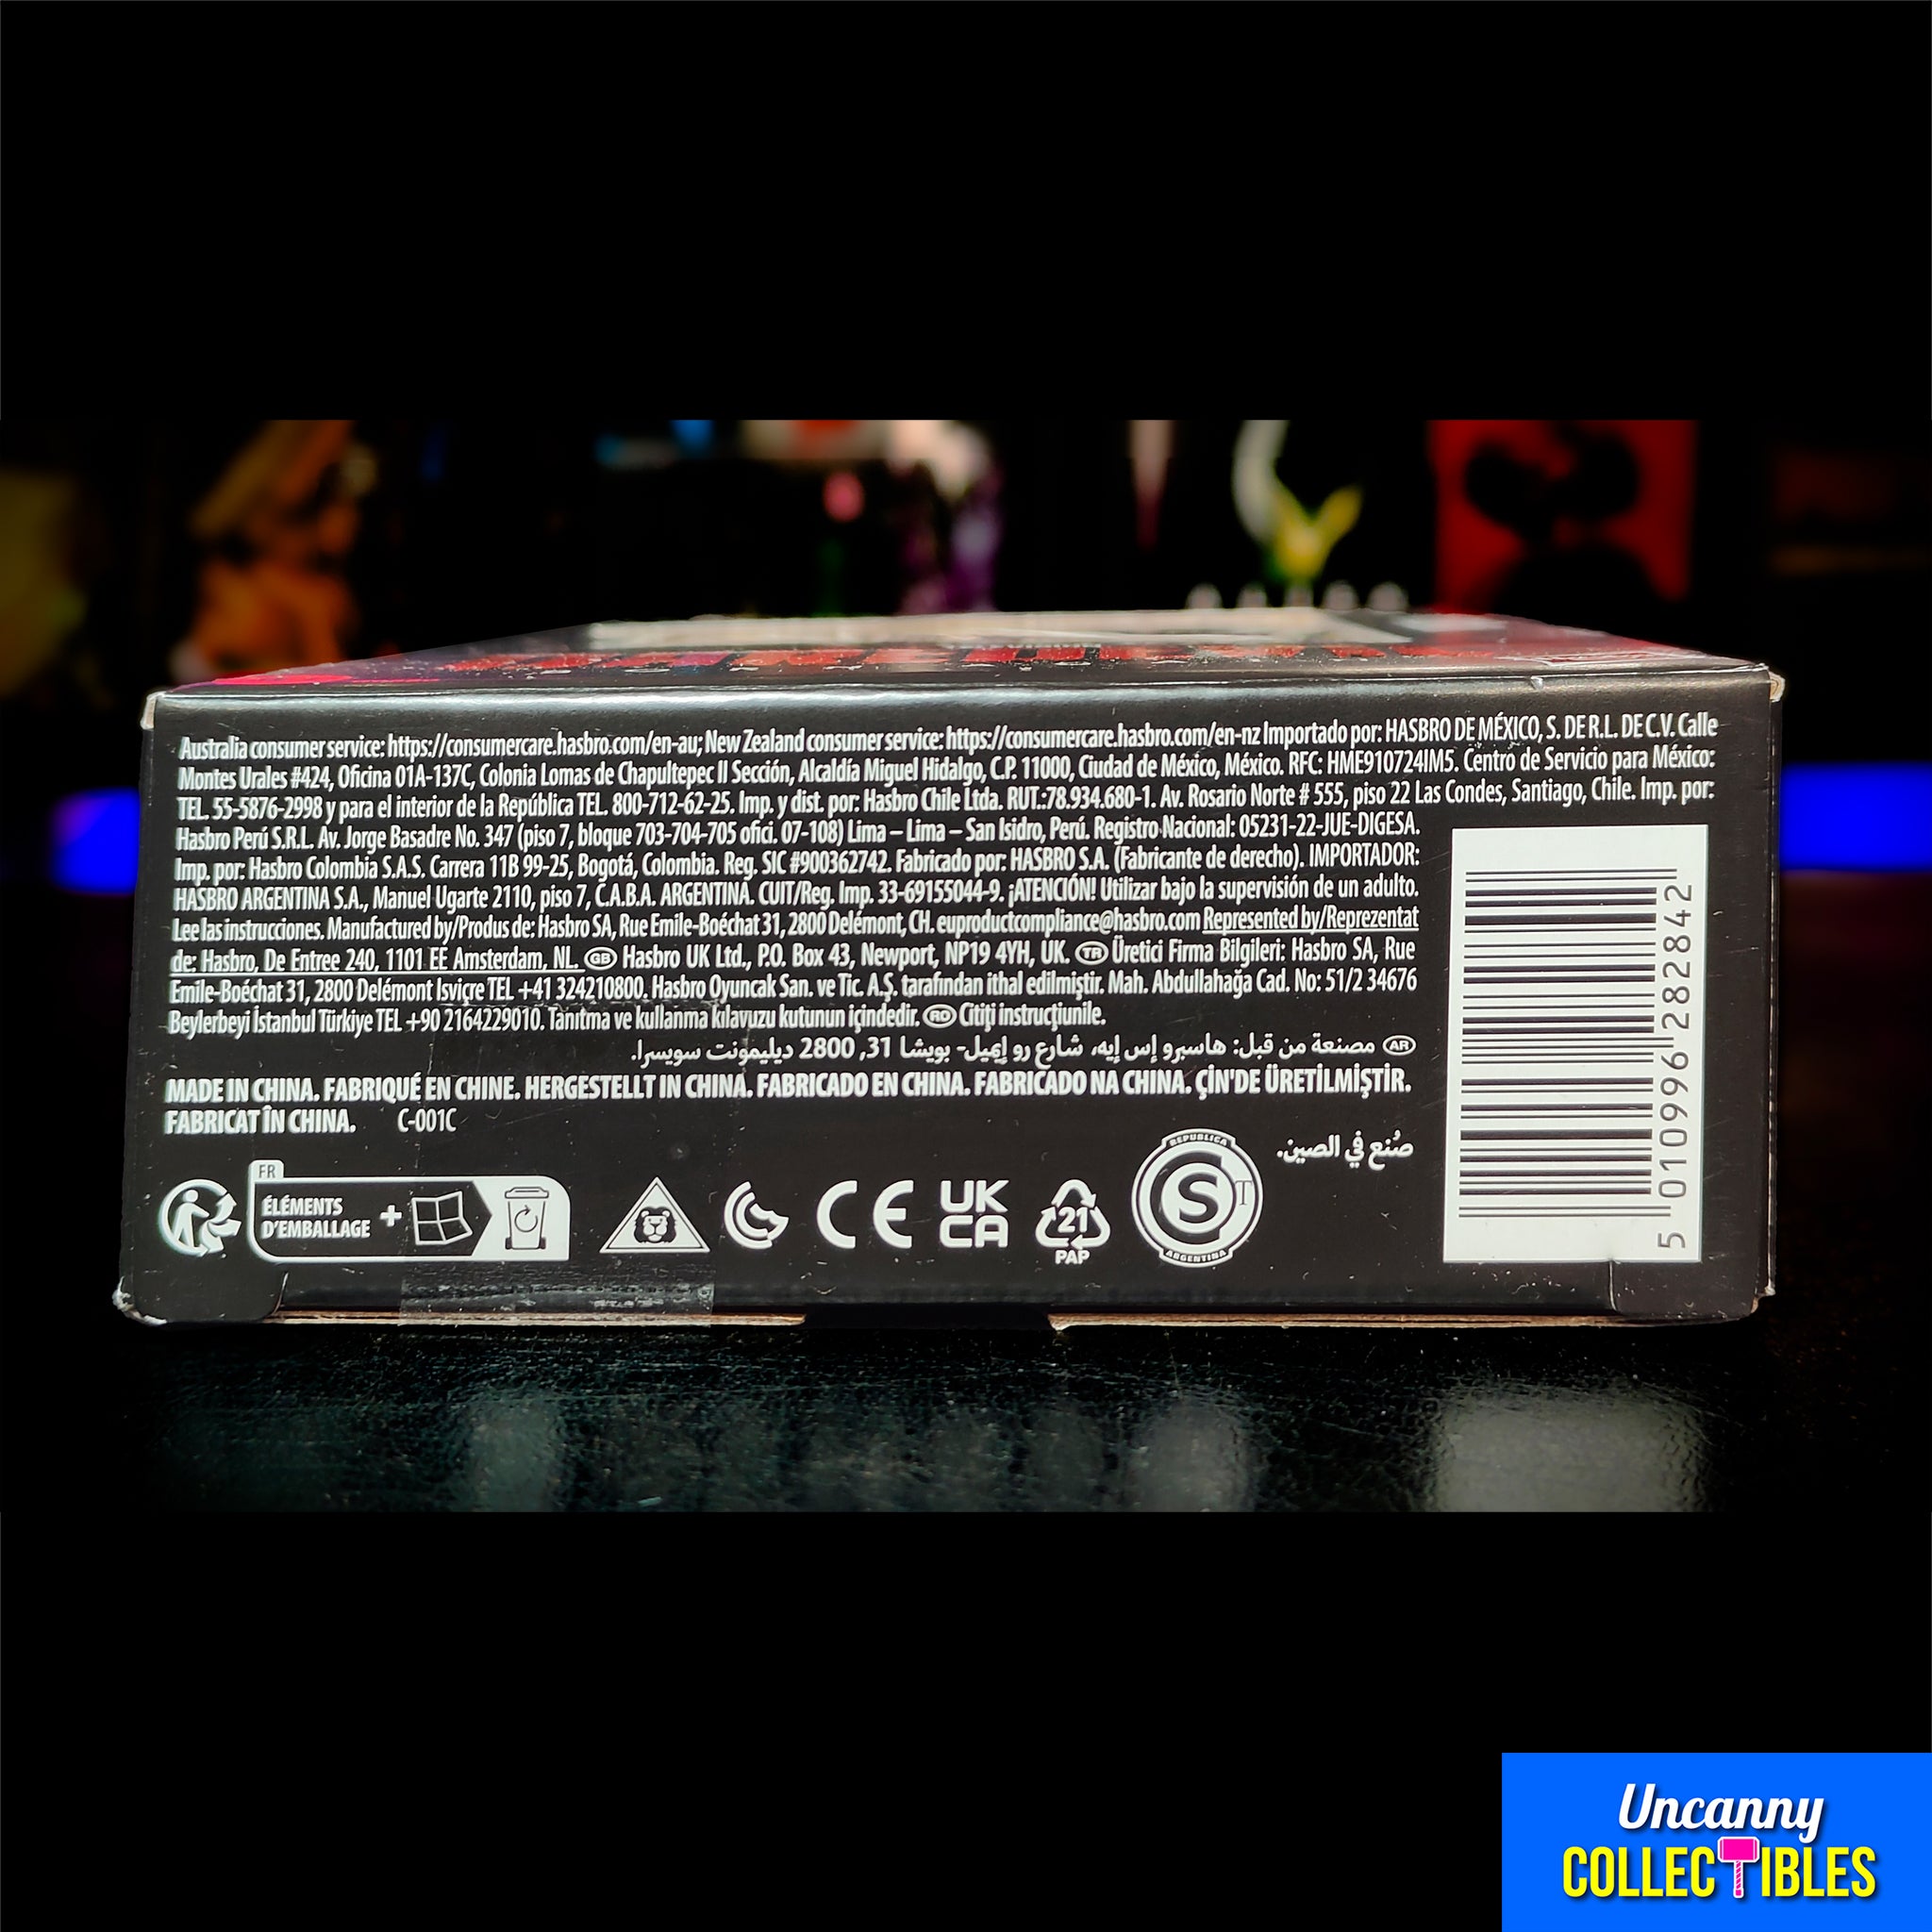 Australia consumer service: https://consumercare.hasbro.com/en-au; New Zealand consumer service: https://consumercare.hasbro.com/en-nz Importado por: HASBRO DE MÉXICO, S. DE R.L. DE C.V. Calle
Montes Urales #424, Oficina 01A-137C, Colonia Lomas de Chapultepec II Sección, Alcaldía Miguel Hidalgo, C.P. 11000, Ciudad de México, México. RFC: HME910724IM5. Centro de Servicio para México:
TEL. 55-5876-2998 y para el interior de la República TEL. 800-712-62-25. Imp. y dist. por: Hasbro Chile Ltda. RUT.:78.934.680-1. Av. Rosario Norte # 555, piso 22 Las Condes, Santiago, Chile. Imp. por:
Hasbro Perú S.R.L. Av. Jorge Basadre No. 347 (piso 7, bloque 703-704-705 ofici. 07-108) Lima – Lima – San Isidro, Perú. Registro Nacional: 05231-22-JUE-DIGESA.
Imp. por: Hasbro Colombia S.A.S. Carrera 11B 99-25, Bogotá, Colombia. Reg. SIC #900362742. Fabricado por: HASBRO S.A. (Fabricante de derecho). IMPORTADOR:
HASBRO ARGENTINA S.A., Manuel Ugarte 2110, piso 7, C.A.B.A. ARGENTINA. CUIT/Reg. Imp. 33-69155044-9. ¡ATENCIÓN! Utilizar bajo la supervisión de un adulto.
Lee las instrucciones. Manufactured by/Produs de: Hasbro SA, Rue Emile-Boéchat 31, 2800 Delémont, CH. euproductcompliance@hasbro.com Represented by/Reprezentat
de: Hasbro, De Entree 240, 1101 EE Amsterdam, NL. GB Hasbro UK Ltd., P.O. Box 43, Newport, NP19 4YH, UK. TR Üretici Firma Bilgileri: Hasbro SA, Rue
Emile-Boéchat 31, 2800 Delémont İsviçre TEL +41 324210800. Hasbro Oyuncak San. ve Tic. A.Ş. tarafından ithal edilmiştir. Mah. Abdullahağa Cad. No: 51/2 34676
Beylerbeyi İstanbul Türkiye TEL +90 2164229010. Tanıtma ve kullanma kılavuzu kutunun içindedir. RO Citiți instrucțiunile.
AR مصنعة من قبل: هاسبرو إس إيه، شارع رو إميل- بويشا 31, 2800 ديليمونت سويسرا.
MADE IN CHINA. FABRIQUÉ EN CHINE. HERGESTELLT IN CHINA. FABRICADO EN CHINA. FABRICADO NA CHINA. ÇİN'DE ÜRETİLMİŞTİR.
FABRICAT ÎN CHINA. C-001C
صُنع في الصين.
FR
ÉLÉMENTS
D'EMBALLAGE +
CE
UK
CA
21
PAP
REPUBLICA
S T
ARGENTINA
5 010996 282842
Uncanny
COLLECTIBLES